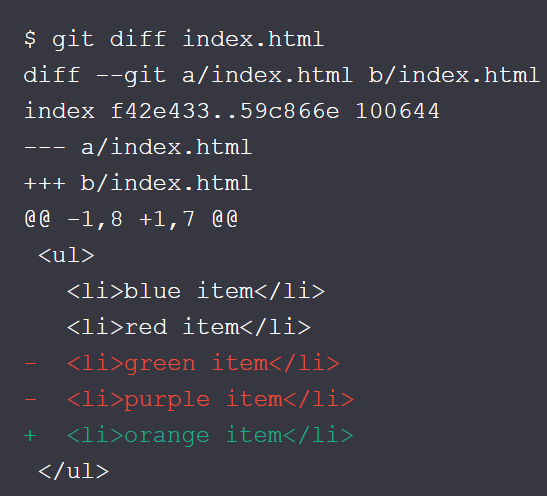 $ git diff index.html
diff --git a/index.html b/index.html
index f42e433..59c866e 100644
--- a/index.html
+++ b/index.html
@@ -1,8 +1,7 @@
 <ul>
   <li>blue item</li>
   <li>red item</li>
-  <li>green item</li>
-  <li>purple item</li>
+  <li>orange item</li>
 </ul>